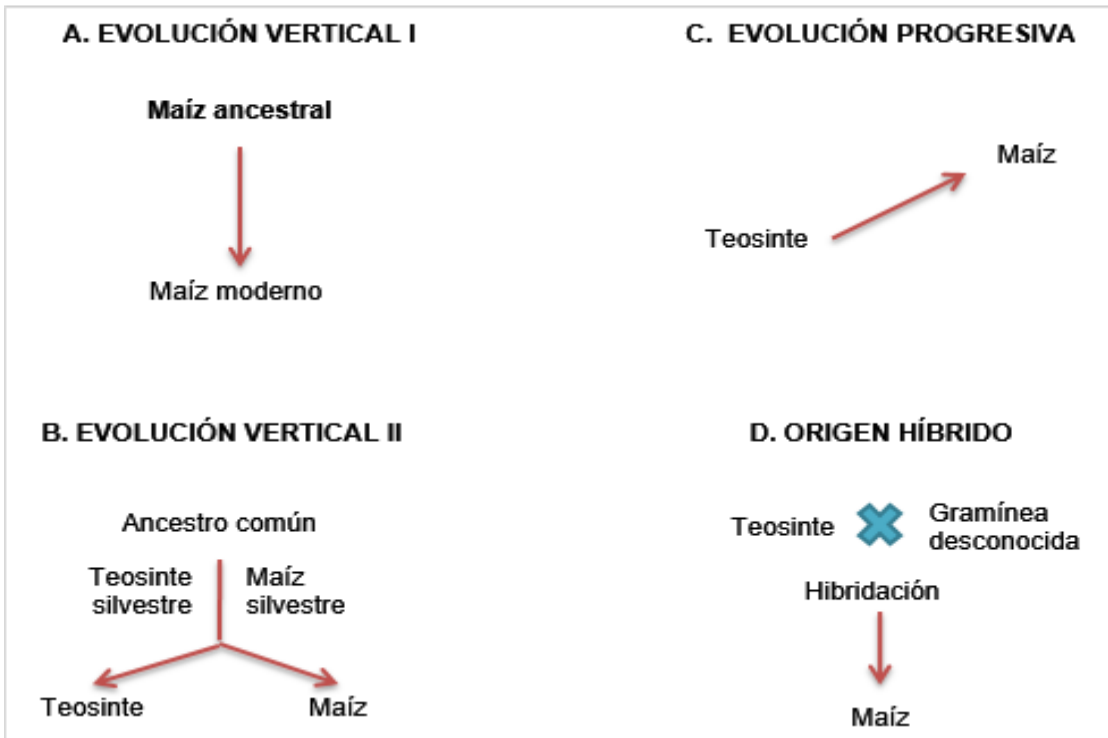 A. EVOLUCIÓN VERTICAL I
Maíz ancestral
Maíz moderno
C. EVOLUCIÓN PROGRESIVA
Maíz
Teosinte
B. EVOLUCIÓN VERTICAL II
Ancestro común
Teosinte
silvestre
Maíz
silvestre
Teosinte
Maíz
D. ORIGEN HÍBRIDO
Teosinte
Gramínea
desconocida
Hibridación
Maíz